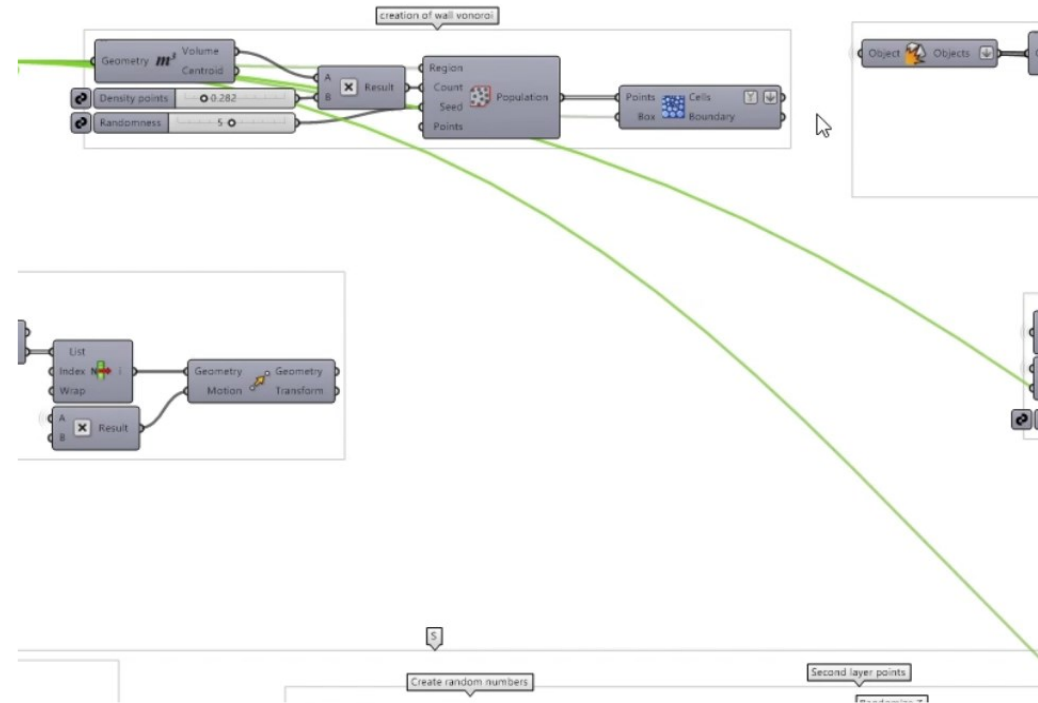 creation of wall vonoroi
Geometry m³ Volume
Centroid
Density points 0.282
Randomness 5
A
B
Result
Region
Count
Seed
Points
Population
Points Cells
Box Boundary
Object Objects
List
Index N i
Wrap
A
B
Result
Geometry Geometry
Motion Transform
S
Create random numbers
Second layer points